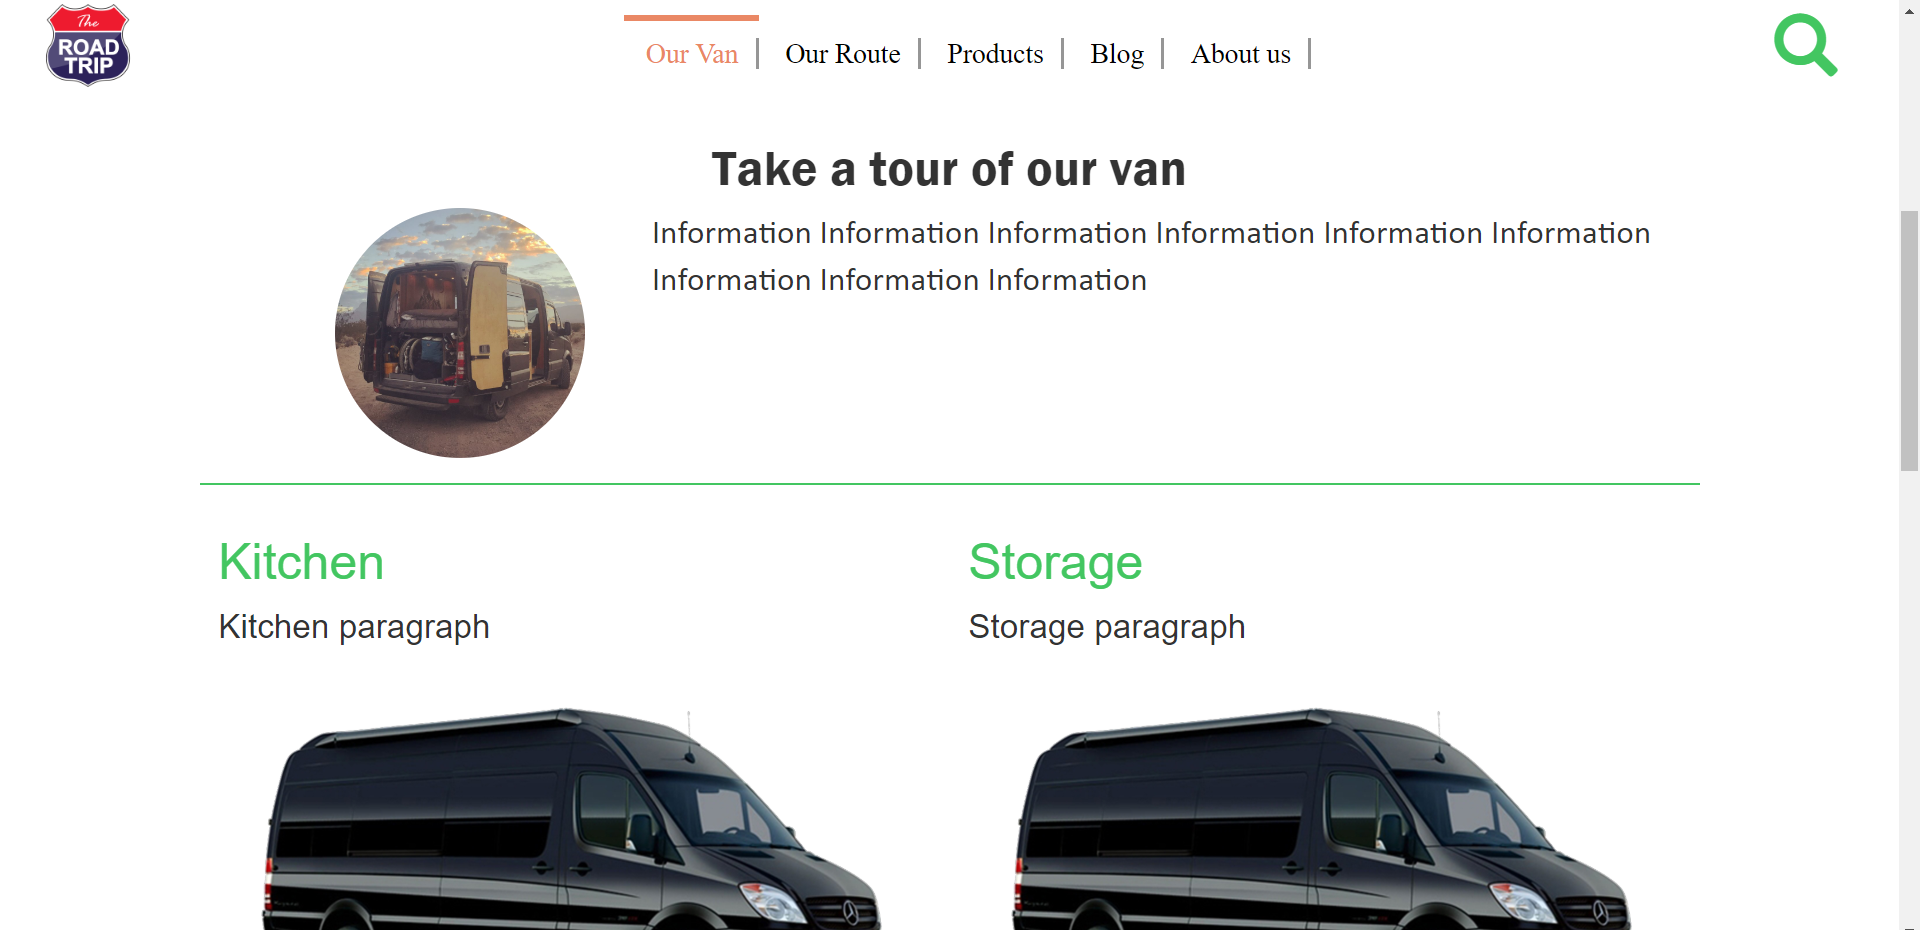 The
ROAD
TRIP
Our Van
Our Route
Products
Blog
About us
Take a tour of our van
Information Information Information Information Information Information
Information Information Information
Kitchen
Storage
Kitchen paragraph
Storage paragraph